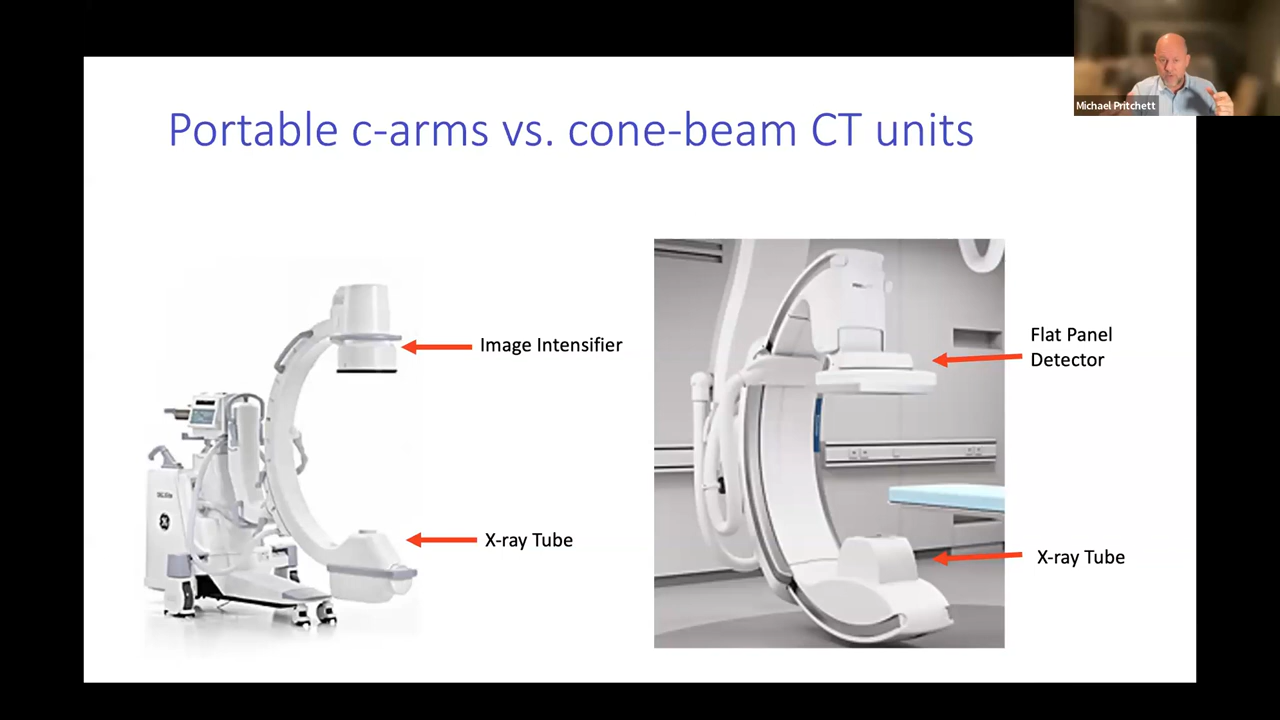 Michael Pritchett
Portable c-arms vs. cone-beam CT units
Image Intensifier
Flat Panel
Detector
X-ray Tube
X-ray Tube